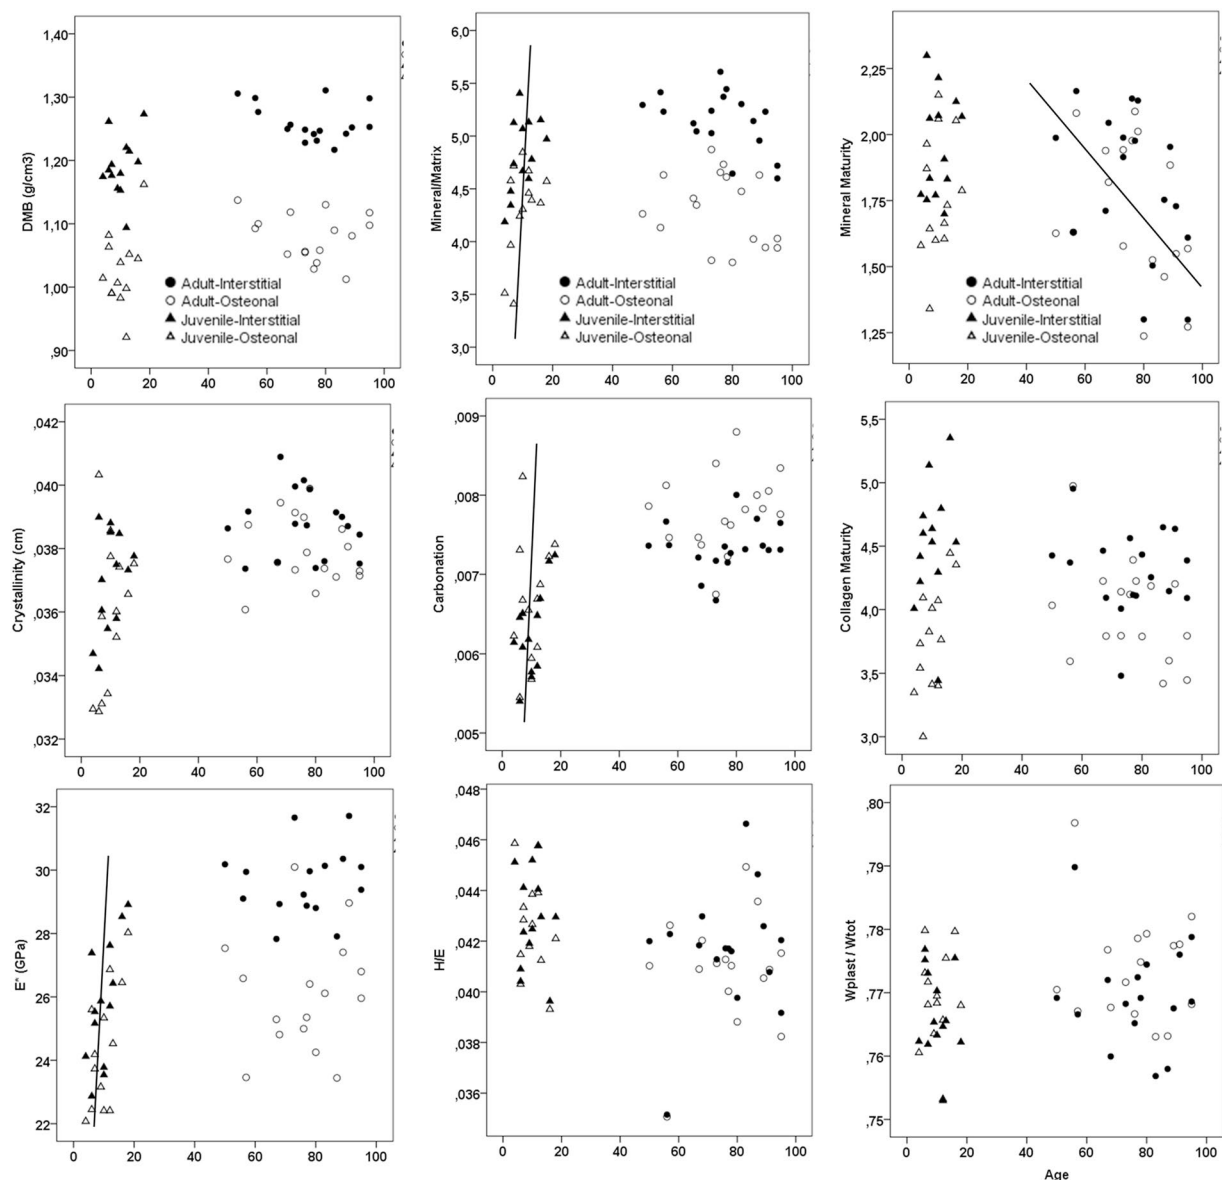 1,40
1,30
1,20
1,10
1,00
,90
DMB (g/cm3)
0 20 40 60 80 100
Adult-Interstitial
Adult-Osteonal
Juvenile-Interstitial
Juvenile-Osteonal
6,0
5,5
5,0
4,5
4,0
3,5
3,0
Mineral/Matrix
0 20 40 60 80 100
Adult-Interstitial
Adult-Osteonal
Juvenile-Interstitial
Juvenile-Osteonal
2,25
2,00
1,75
1,50
1,25
Mineral Maturity
0 20 40 60 80 100
Adult-Interstitial
Adult-Osteonal
Juvenile-Interstitial
Juvenile-Osteonal
,042
,040
,038
,036
,034
,032
Crystallinity (cm)
0 20 40 60 80 100
,009
,008
,007
,006
,005
Carbonation
0 20 40 60 80 100
5,5
5,0
4,5
4,0
3,5
3,0
Collagen Maturity
0 20 40 60 80 100
32
30
28
26
24
22
E* (GPa)
0 20 40 60 80 100
,048
,046
,044
,042
,040
,038
,036
H/E
0 20 40 60 80 100
,80
,79
,78
,77
,76
,75
Wplast / Wtot
0 20 40 60 80 100
Age